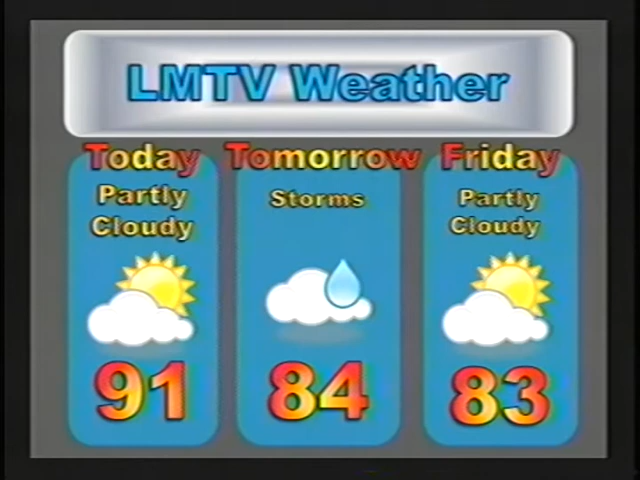 LMTV Weather
Today
Partly
Cloudy
91
Tomorrow
Storms
84
Friday
Partly
Cloudy
83